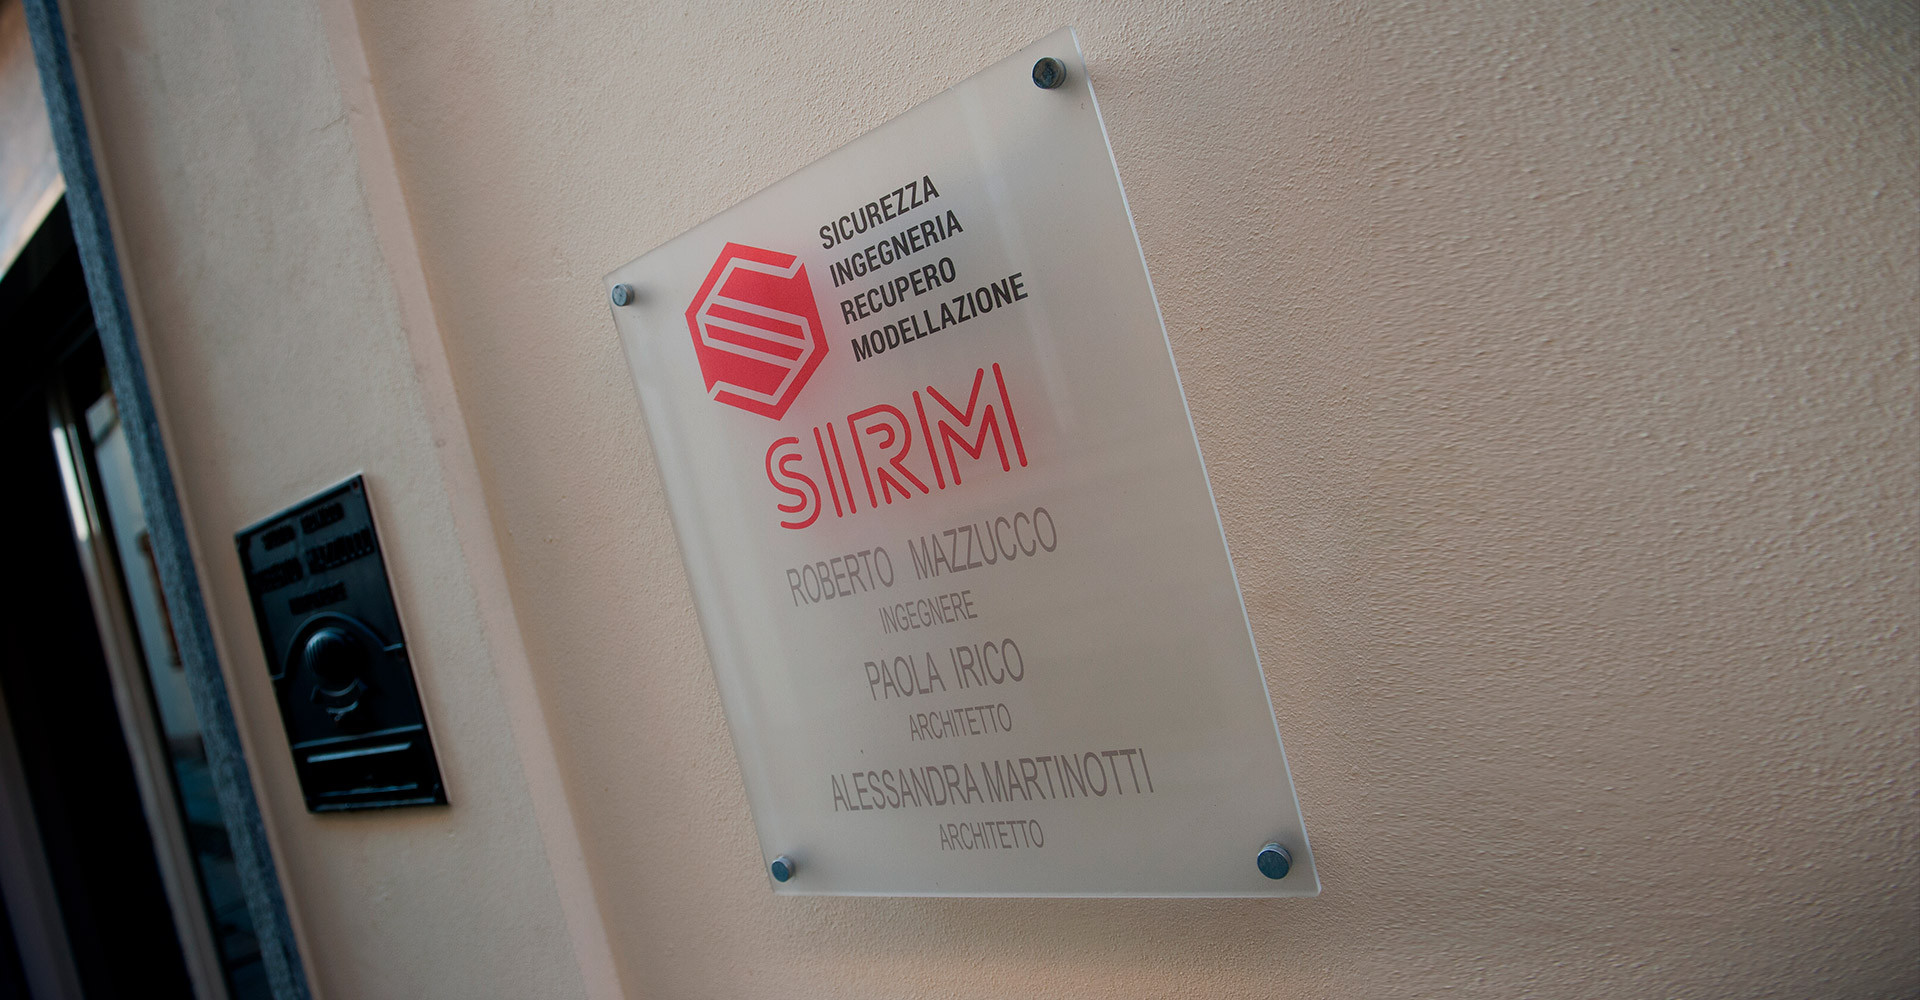 SICUREZZA
INGEGNERIA
RECUPERO
MODELLAZIONE
SIRM
ROBERTO MAZZUCCO
INGEGNERE
PAOLA IRICO
ARCHITETTO
ALESSANDRA MARTINOTTI
ARCHITETTO